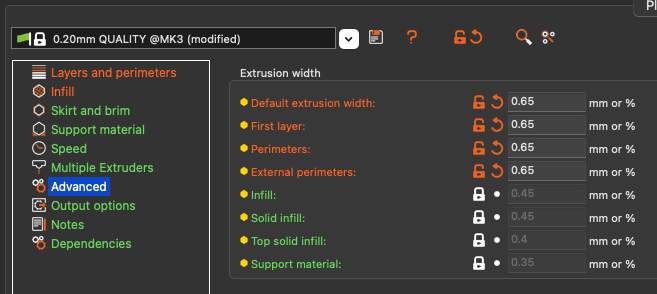 Pl
0.20mm QUALITY @MK3 (modified)
?
Layers and perimeters
Infill
Skirt and brim
Support material
Speed
Multiple Extruders
Advanced
Output options
Notes
Dependencies
Extrusion width
Default extrusion width: 0.65 mm or %
First layer: 0.65 mm or %
Perimeters: 0.65 mm or %
External perimeters: 0.65 mm or %
Infill: 0.45 mm or %
Solid infill: 0.45 mm or %
Top solid infill: 0.4 mm or %
Support material: 0.35 mm or %